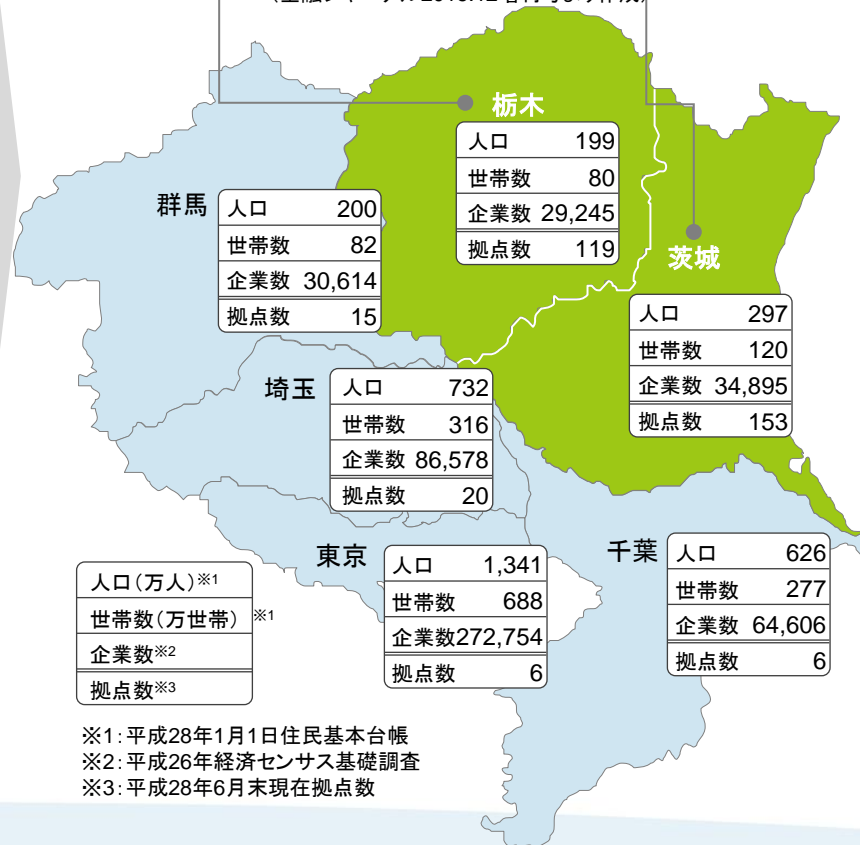 栃木
人口 199
世帯数 80
企業数 29,245
拠点数 119
群馬
人口 200
世帯数 82
企業数 30,614
拠点数 15
茨城
人口 297
世帯数 120
企業数 34,895
拠点数 153
埼玉
人口 732
世帯数 316
企業数 86,578
拠点数 20
東京
人口 1,341
世帯数 688
企業数272,754
拠点数 6
千葉
人口 626
世帯数 277
企業数 64,606
拠点数 6
人口(万人)※1
世帯数(万世帯) ※1
企業数※2
拠点数※3
※1:平成28年1月1日住民基本台帳
※2:平成26年経済センサス基礎調査
※3:平成28年6月末現在拠点数